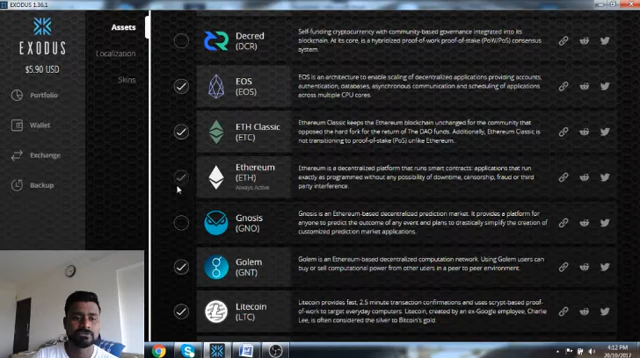 EXODUS 1.36.1
EXODUS
$5.90 USD
Portfolio
Wallet
Exchange
Backup
Assets
Localization
Skins
Decred
(DCR)
Self-funding cryptocurrency with community-based governance integrated into its
blockchain. At its core, is a hybridized proof-of-work proof-of-stake (PoW/PoS) consensus
system.
EOS
(EOS)
EOS is an architecture to enable scaling of decentralized applications providing accounts,
authentication, databases, asynchronous communication and scheduling of applications
across multiple CPU cores.
ETH Classic
(ETC)
Ethereum Classic keeps the Ethereum blockchain unchanged for the community that
opposed the hard fork for the return of The DAO funds. Additionally, Ethereum Classic is
not transitioning to proof-of-stake (PoS) unlike Ethereum.
Ethereum
(ETH)
Always Active
Ethereum is a decentralized platform that runs smart contracts: applications that run
exactly as programmed without any possibility of downtime, censorship, fraud or third
party interference.
Gnosis
(GNO)
Gnosis is an Ethereum-based decentralized prediction market. It provides a platform for
anyone to predict the outcome of any event and plans to drastically simplify the creation of
customized prediction market applications.
Golem
(GNT)
Golem is an Ethereum-based decentralized computation network. Using Golem users can
buy or sell computational power from other users in a peer to peer environment.
Litecoin
(LTC)
Litecoin provides fast, 2.5 minute transaction confirmations and uses scrypt-based proof-
of-work to target everyday computers. Litecoin, created by an ex-Google employee, Charlie
Lee, is often considered the silver to Bitcoin's gold.
4:12 PM